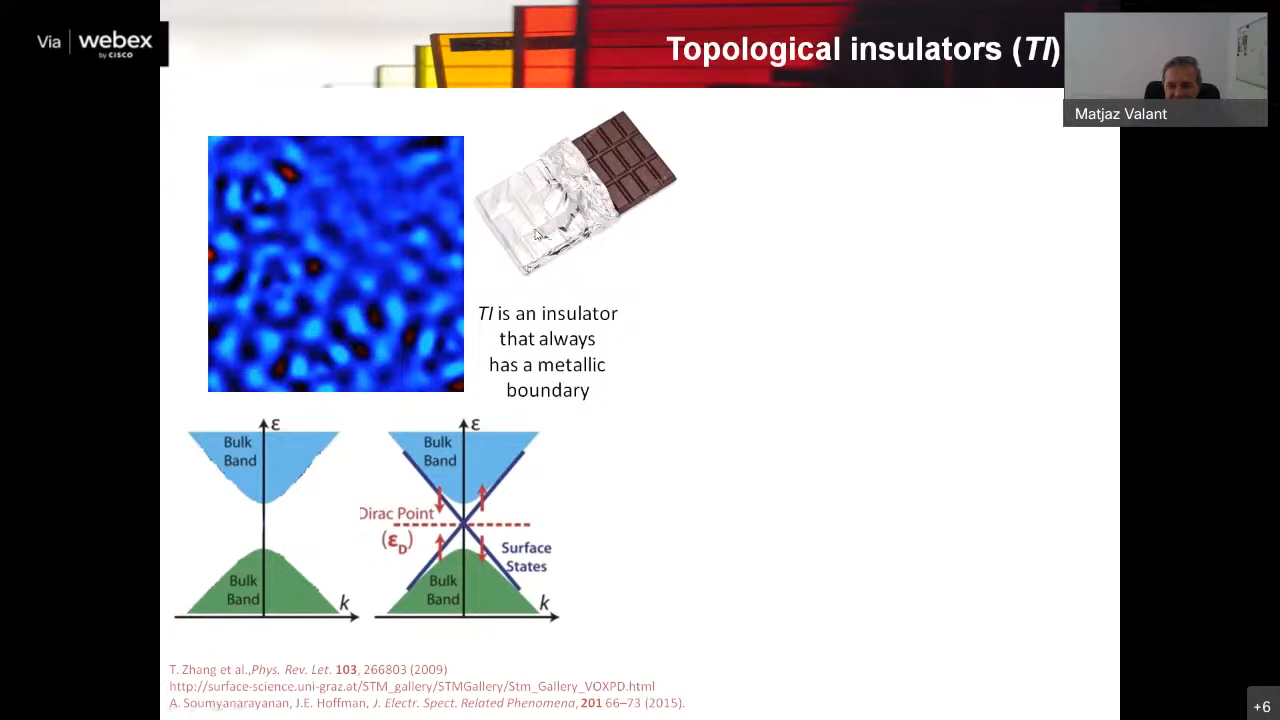 Via webex
by CISCO
Topological insulators (TI)
Matjaz Valant
TI is an insulator
that always
has a metallic
boundary
ε
Bulk
Band
Bulk
Band
k
ε
Bulk
Band
Dirac Point
(εD)
Surface
States
Bulk
Band
k
T. Zhang et al.,Phys. Rev. Let. 103, 266803 (2009)
http://surface-science.uni-graz.at/STM_gallery/STMGallery/Stm_Gallery_VOXPD.html
A. Soumyanarayanan, J.E. Hoffman, J. Electr. Spect. Related Phenomena, 201 66–73 (2015).
+6